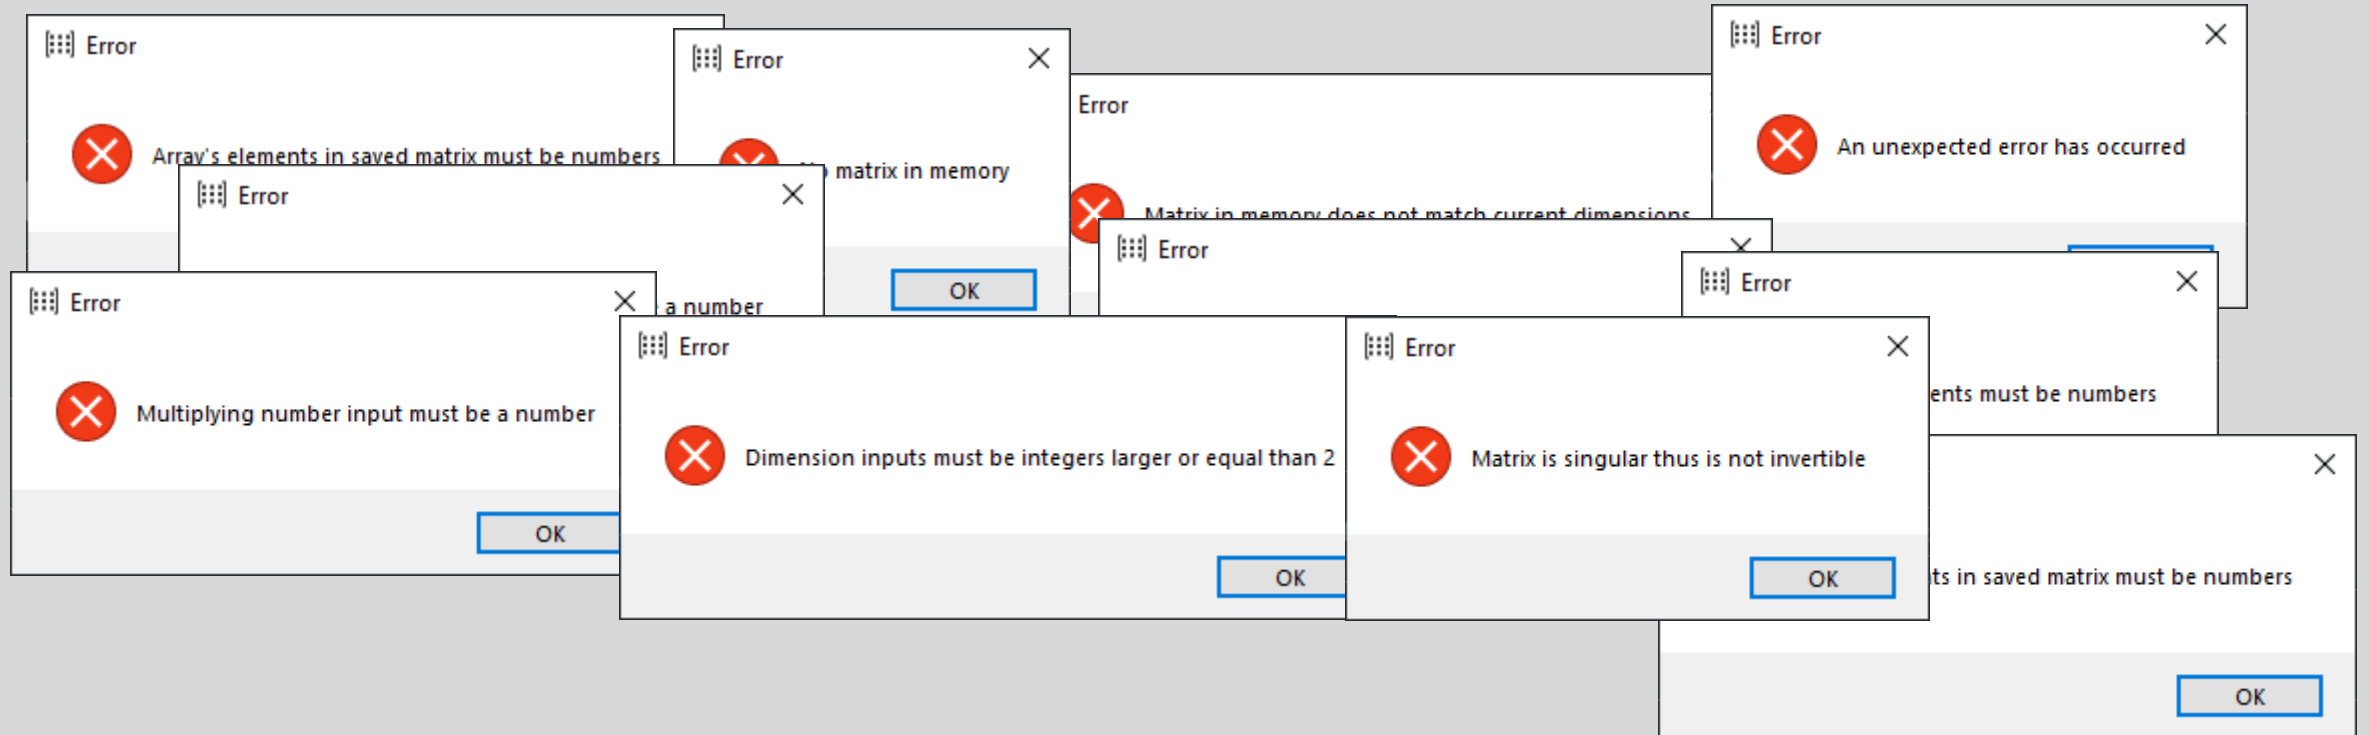 Error
Array's elements in saved matrix must be numbers
Error
matrix in memory
OK
Error
Matrix in memory does not match current dimensions
Error
An unexpected error has occurred
Error
a number
Error
Error
must be numbers
Error
Multiplying number input must be a number
OK
Error
Dimension inputs must be integers larger or equal than 2
OK
Error
Matrix is singular thus is not invertible
OK
in saved matrix must be numbers
OK